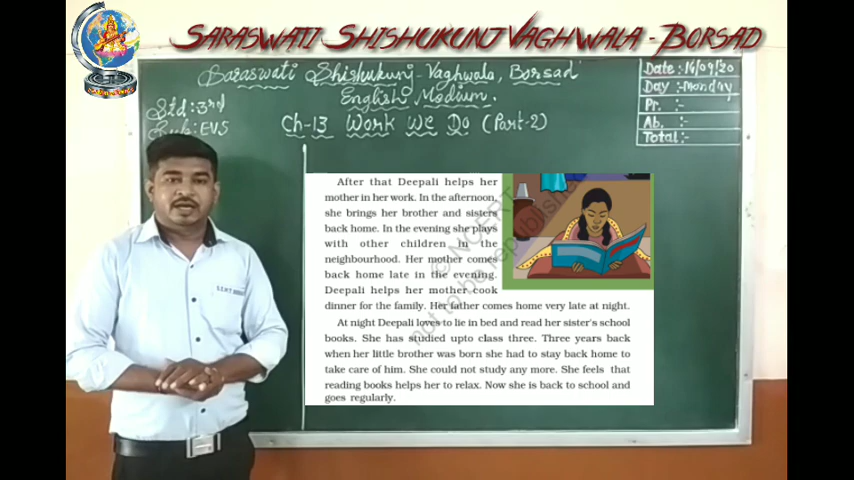 SARASWATI SHISHUKUNJ VAGHWALA - BORSAD
Saraswati Shishukunj-Vaghwala, Borsad
English Medium.
Std :- 3rd
Sub: EVS
Ch-13 Work We Do (Part-2)
Date :- 14/09/20
Day :- Monday
Pr. :-
Ab. :-
Total:-
After that Deepali helps her
mother in her work. In the afternoon,
she brings her brother and sisters
back home. In the evening she plays
with other children in the
neighbourhood. Her mother comes
back home late in the evening.
Deepali helps her mother cook
dinner for the family. Her father comes home very late at night.
At night Deepali loves to lie in bed and read her sister's school
books. She has studied upto class three. Three years back
when her little brother was born she had to stay back home to
take care of him. She could not study any more. She feels that
reading books helps her to relax. Now she is back to school and
goes regularly.
© NCERT
not to be republished